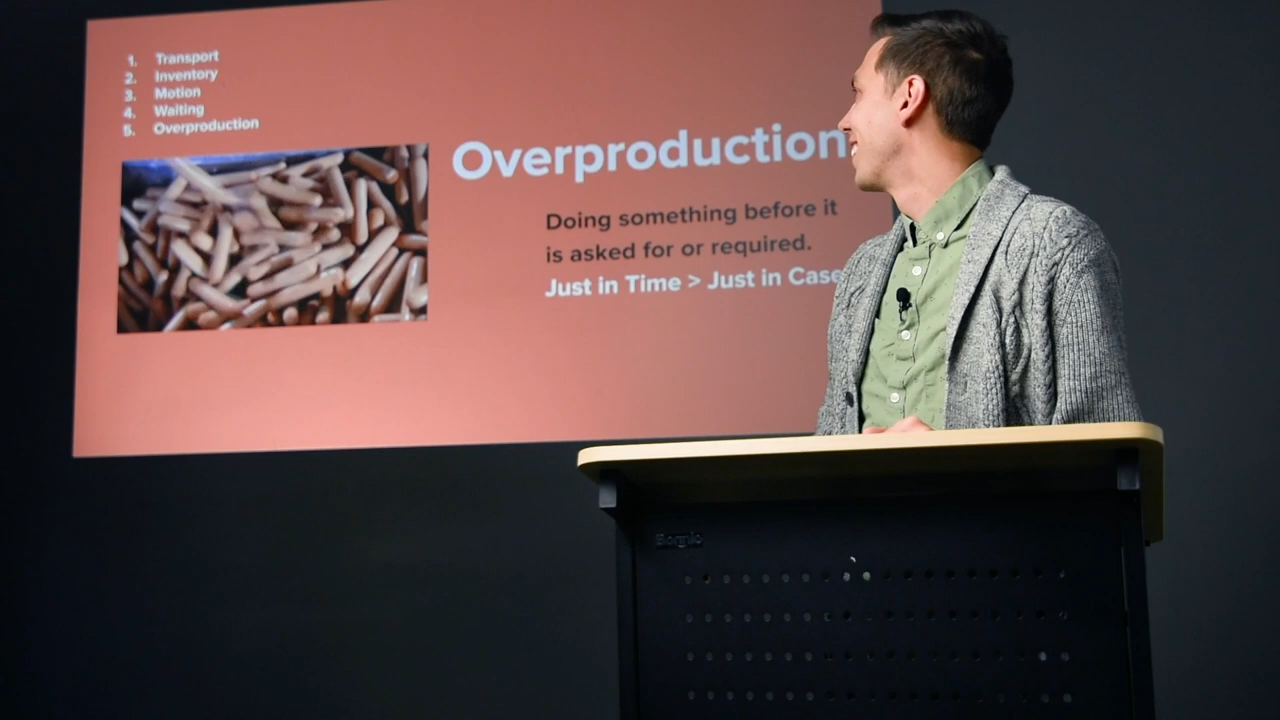 1. Transport
2. Inventory
3. Motion
4. Waiting
5. Overproduction
Overproduction
Doing something before it
is asked for or required.
Just in Time > Just in Case